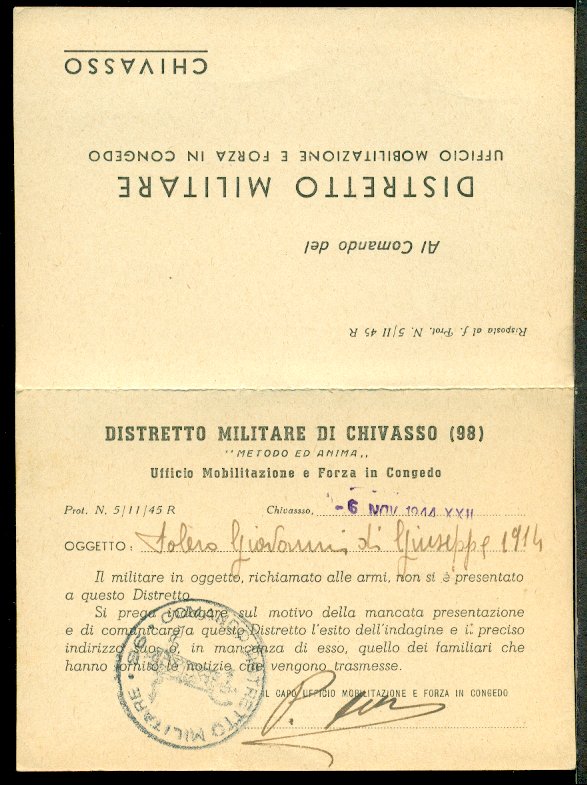 CHIVASSO
UFFICIO MOBILITAZIONE E FORZA IN CONGEDO
DISTRETTO MILITARE
Al Comando del
Risposta al f. Prot. N. 5/11 45 R
DISTRETTO MILITARE DI CHIVASSO (98)
"METODO ED ANIMA„
Ufficio Mobilitazione e Forza in Congedo
Prot. N. 5/11/45 R Chivassso, -6 NOV. 1944 XXII
OGGETTO: Solero Giovanni di Giuseppe 1914
Il militare in oggetto, richiamato alle armi, non si è presentato
a questo Distretto.
Si prega indagare sul motivo della mancata presentazione
e di comunicare a questo Distretto l'esito dell'indagine e il preciso
indirizzo suo o, in mancanza di esso, quello dei familiari che
hanno fornito le notizie che vengono trasmesse.
IL CAPO UFFICIO MOBILITAZIONE E FORZA IN CONGEDO
COMANDO DISTRETTO MILITARE